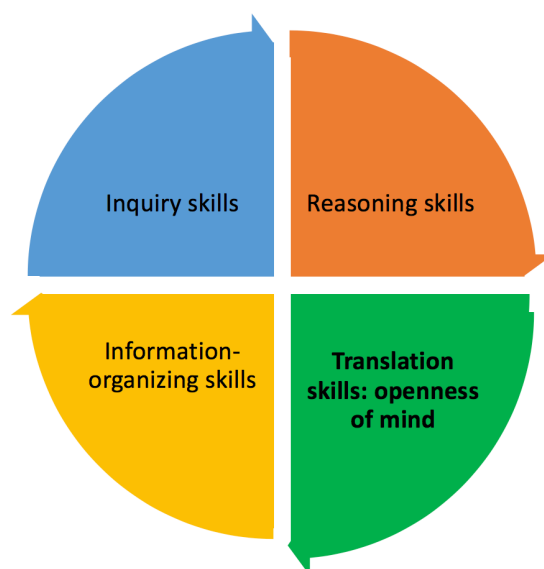 Inquiry skills
Reasoning skills
Information-
organizing skills
Translation
skills: openness
of mind